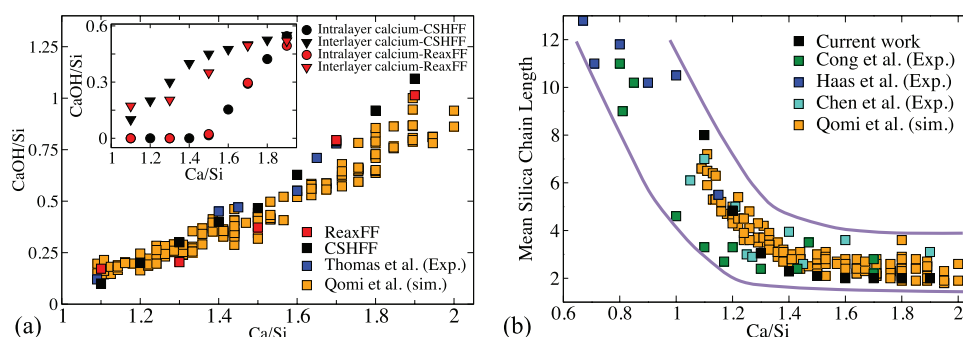 CaOH/Si
1.25
1
0.75
0.5
0.25
0
1
1.2
1.4
1.6
1.8
2
Ca/Si
(a)
CaOH/Si
0.6
0.3
0
1
1.2
1.4
1.6
1.8
Ca/Si
Intralayer calcium-CSHFF
Interlayer calcium-CSHFF
Intralayer calcium-ReaxFF
Interlayer calcium-ReaxFF
ReaxFF
CSHFF
Thomas et al. (Exp.)
Qomi et al. (sim.)
Mean Silica Chain Length
12
10
8
6
4
2
0.6
0.8
1
1.2
1.4
1.6
1.8
2
Ca/Si
(b)
Current work
Cong et al. (Exp.)
Haas et al. (Exp.)
Chen et al. (Exp.)
Qomi et al. (sim.)